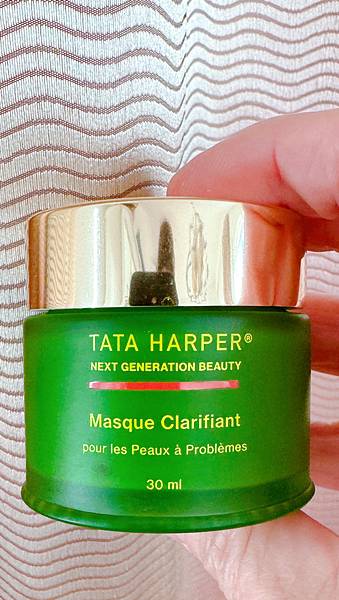 TATA HARPER®
NEXT GENERATION BEAUTY
Masque Clarifiant
pour les Peaux à Problèmes
30 ml